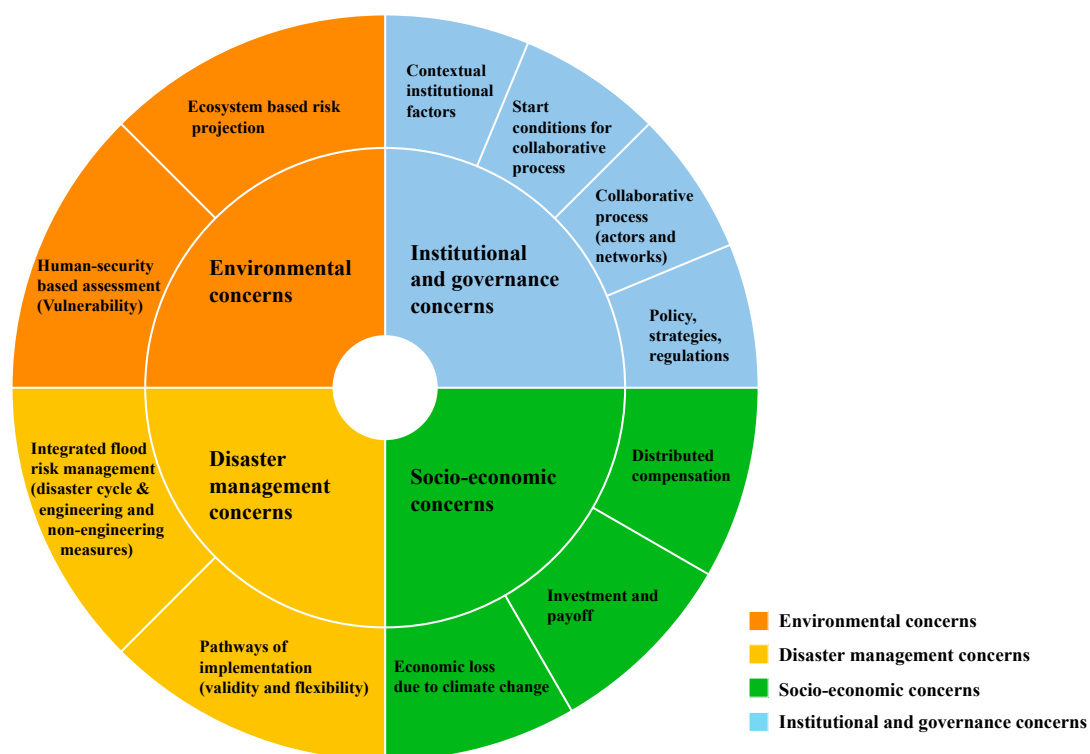 Ecosystem based risk
projection
Contextual
institutional
factors
Start
conditions for
collaborative
process
Collaborative
process
(actors and
networks)
Policy,
strategies,
regulations
Human-security
based assessment
(Vulnerability)
Environmental
concerns
Institutional
and governance
concerns
Integrated flood
risk management
(disaster cycle &
engineering and
non-engineering
measures)
Disaster
management
concerns
Socio-economic
concerns
Distributed
compensation
Investment and
payoff
Pathways of
implementation
(validity and flexibility)
Economic loss
due to climate change
Environmental concerns
Disaster management concerns
Socio-economic concerns
Institutional and governance concerns